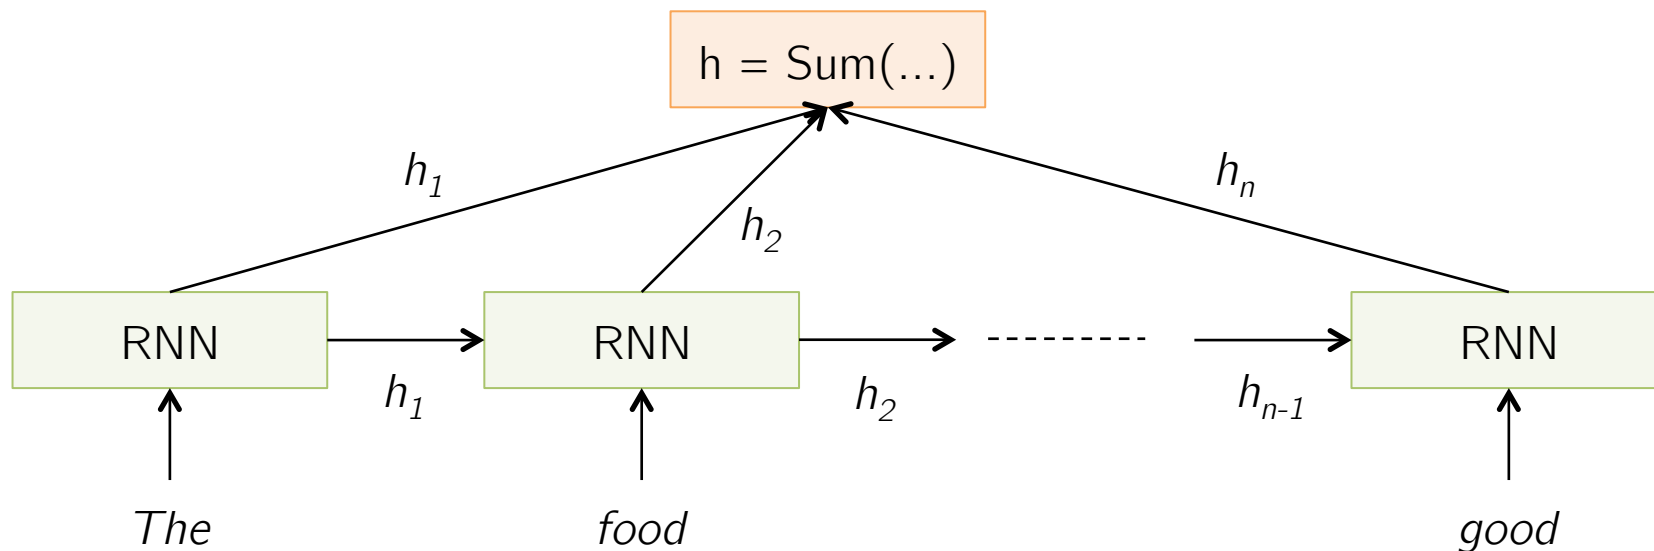 h = Sum(...)
h₁
hₙ
h₂
RNN
RNN
RNN
h₁
h₂
hₙ₋₁
The
food
good